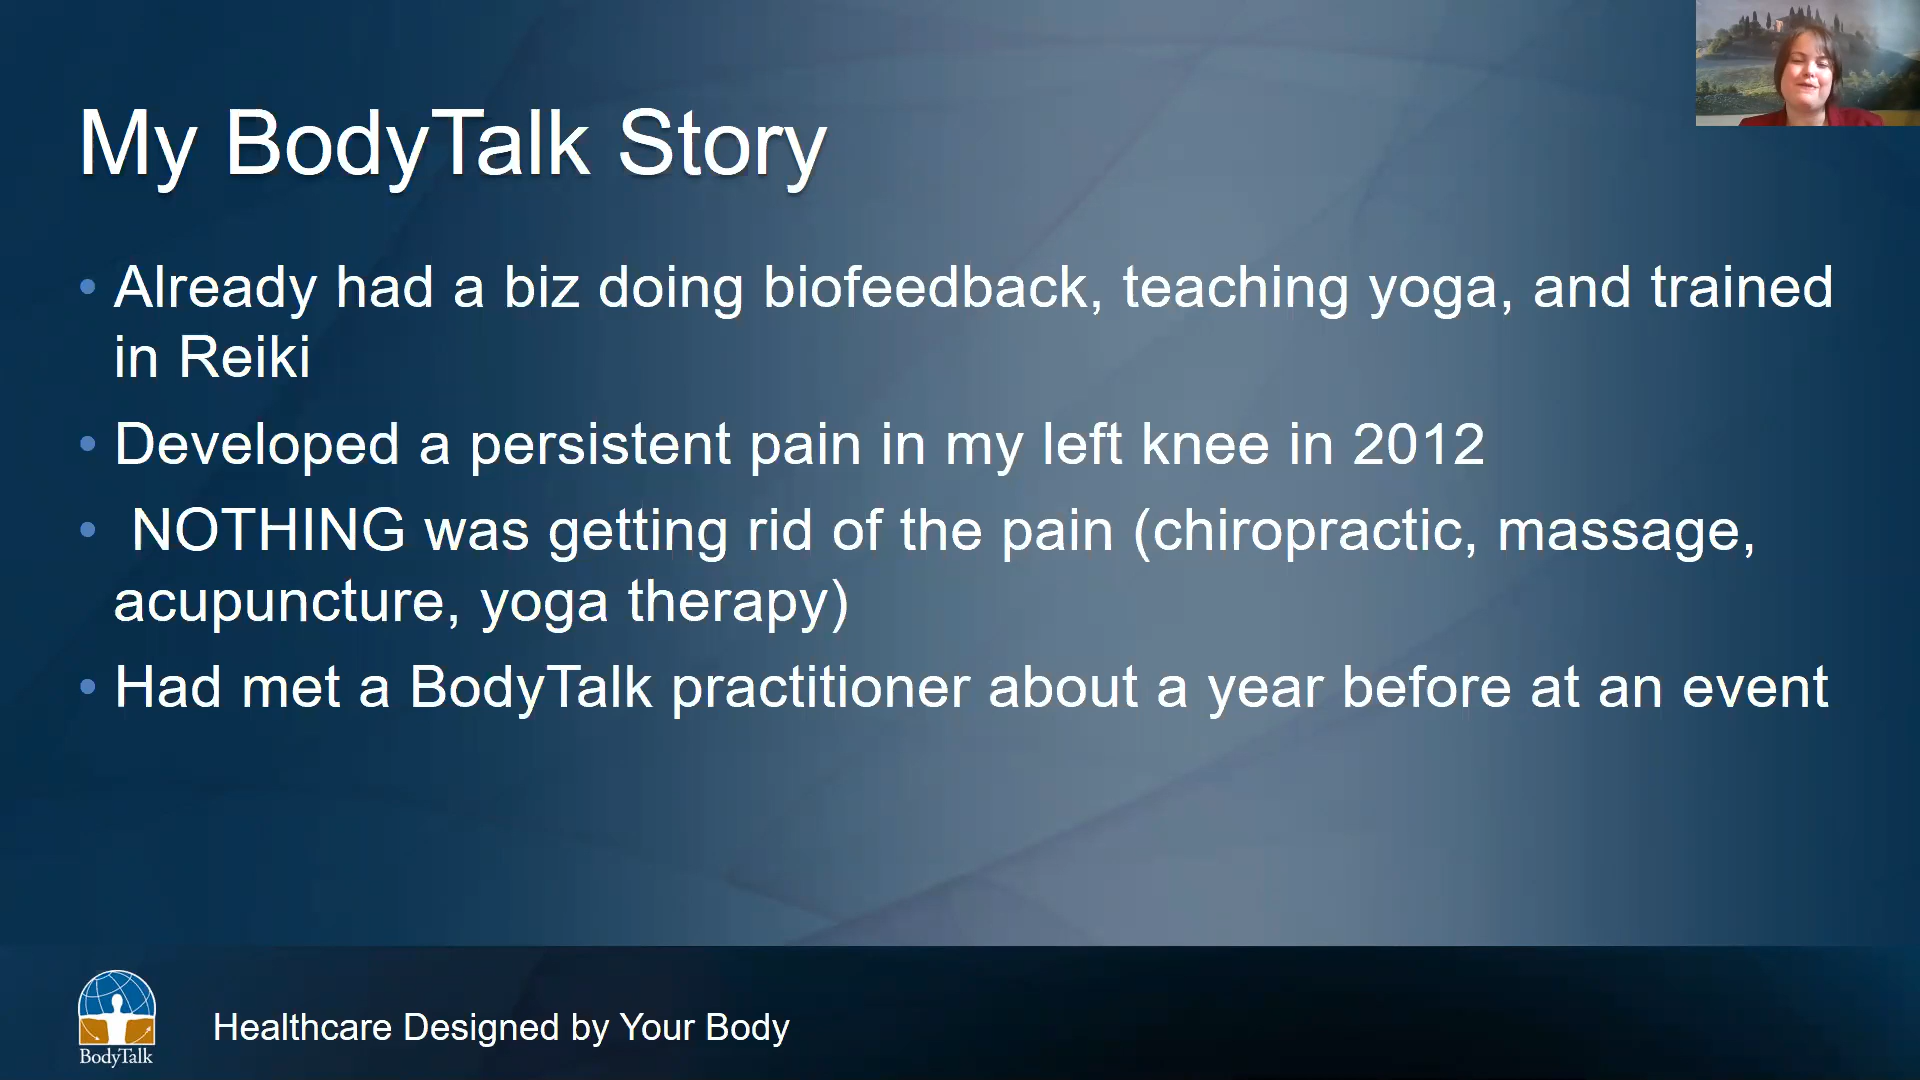 My BodyTalk Story
• Already had a biz doing biofeedback, teaching yoga, and trained
in Reiki
• Developed a persistent pain in my left knee in 2012
• NOTHING was getting rid of the pain (chiropractic, massage,
acupuncture, yoga therapy)
• Had met a BodyTalk practitioner about a year before at an event
BodyTalk
Healthcare Designed by Your Body